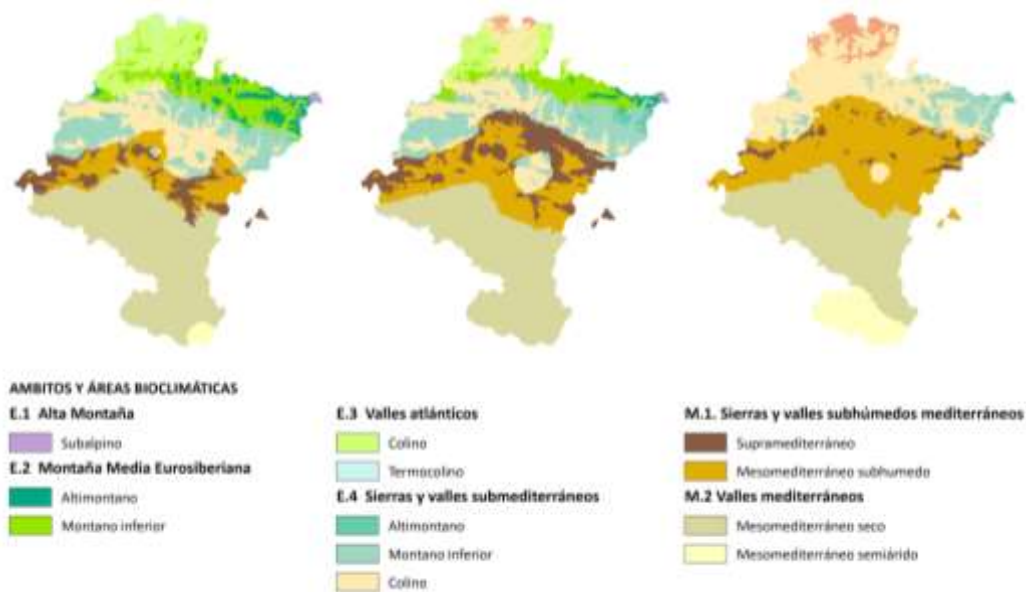 AMBITOS Y ÁREAS BIOCLIMÁTICAS
E.1 Alta Montaña
Subalpino
E.2 Montaña Media Eurosiberiana
Altimontano
Montano inferior
E.3 Valles atlánticos
Colino
Termocolino
E.4 Sierras y valles submediterráneos
Altimontano
Montano inferior
Colino
M.1. Sierras y valles subhúmedos mediterráneos
Supramediterráneo
Mesomediterráneo subhumedo
M.2 Valles mediterráneos
Mesomediterráneo seco
Mesomediterráneo semiárido